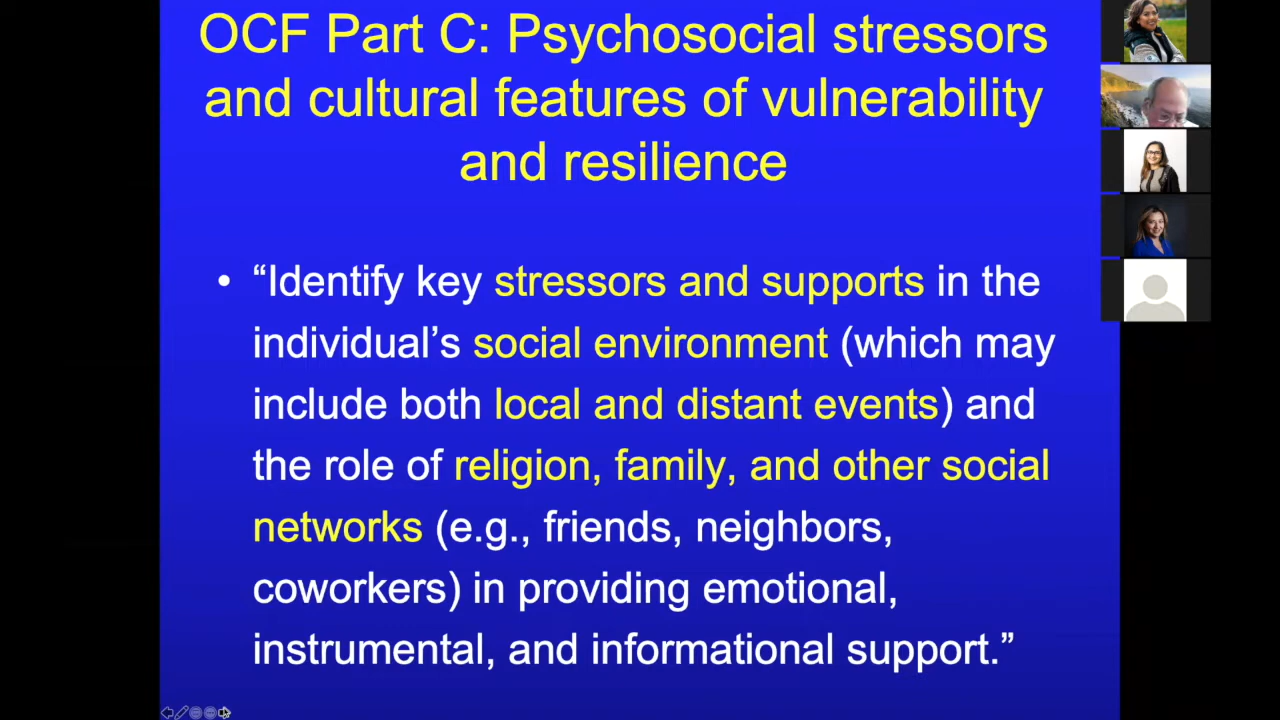 OCF Part C: Psychosocial stressors
and cultural features of vulnerability
and resilience
• “Identify key stressors and supports in the
individual’s social environment (which may
include both local and distant events) and
the role of religion, family, and other social
networks (e.g., friends, neighbors,
coworkers) in providing emotional,
instrumental, and informational support.”